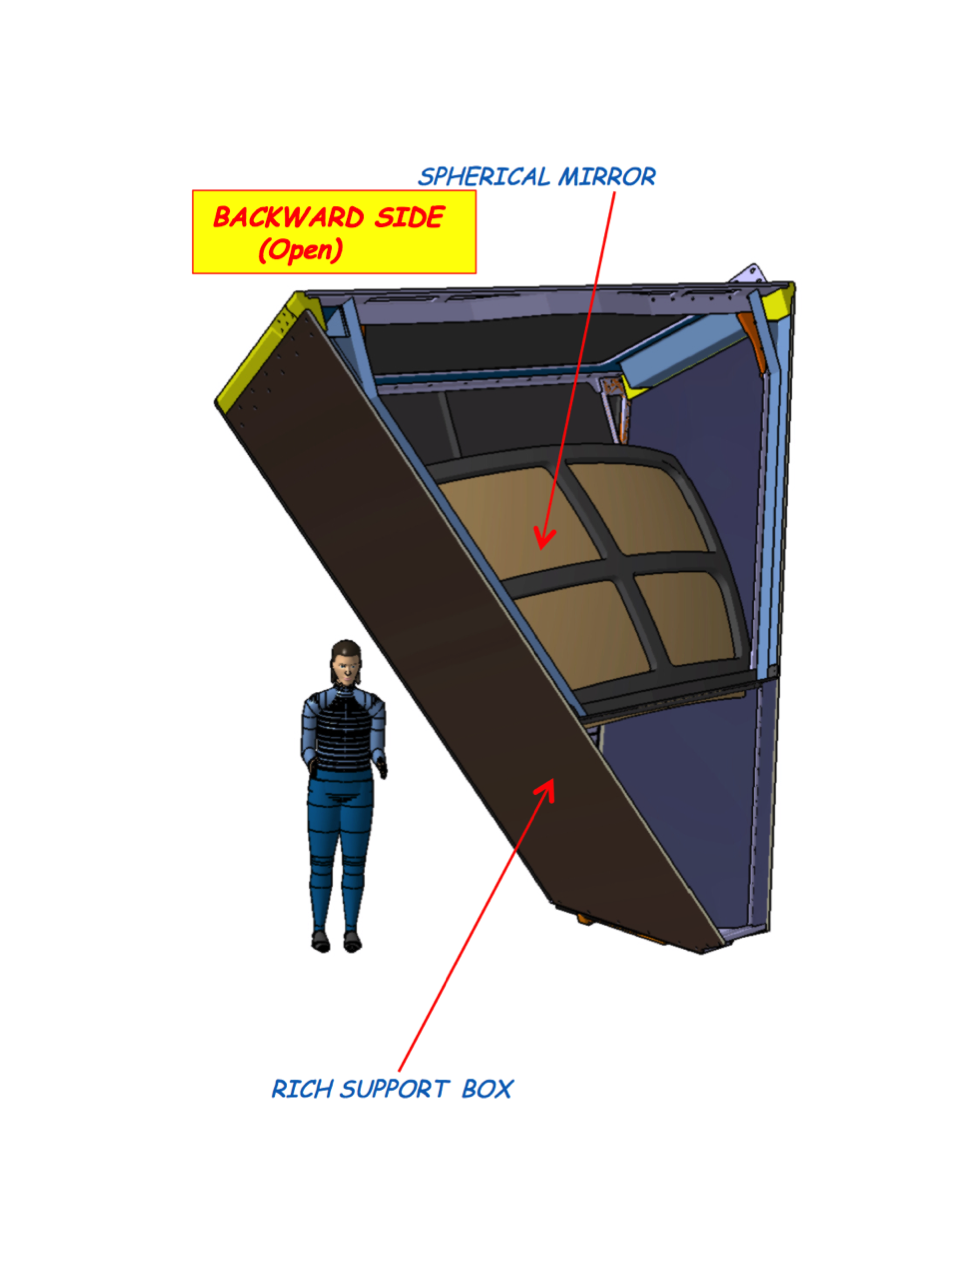 SPHERICAL MIRROR
BACKWARD SIDE
(Open)
RICH SUPPORT BOX